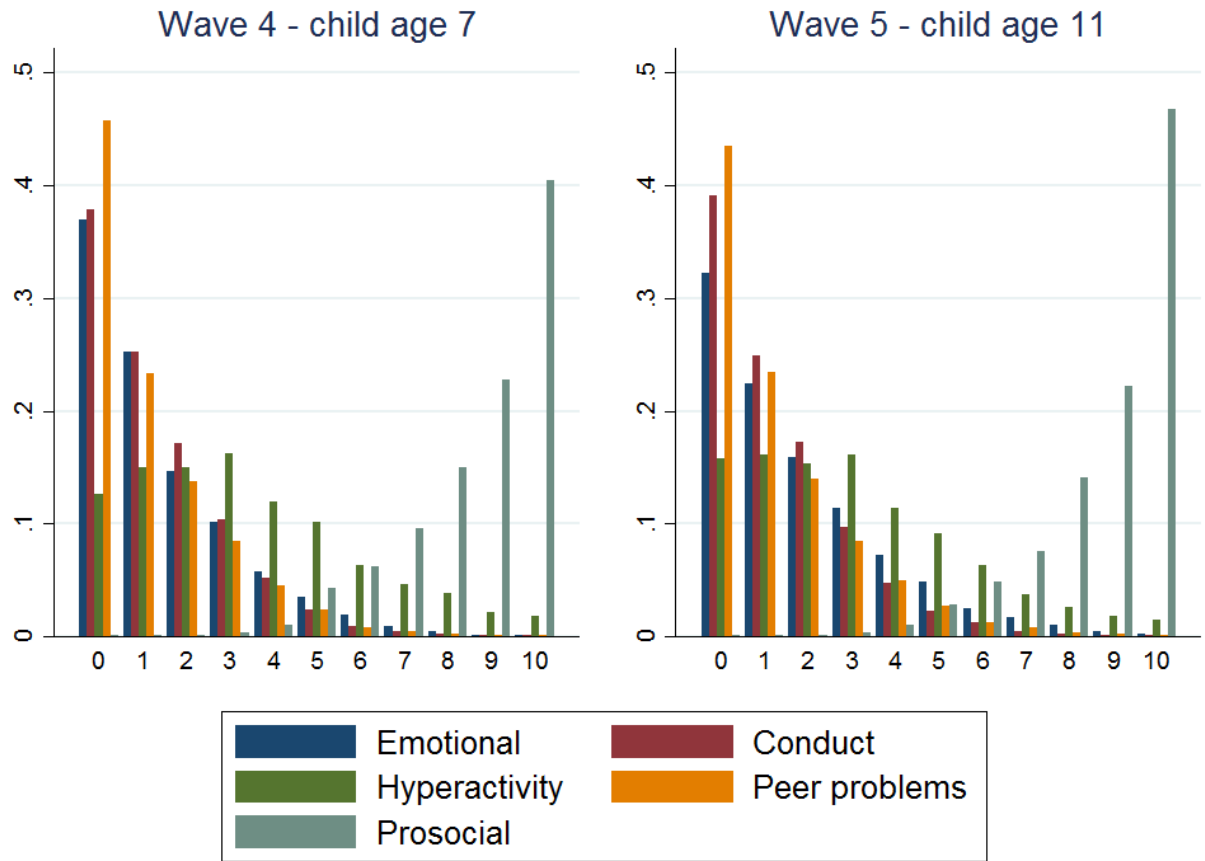 Wave 4 - child age 7
.5
.4
.3
.2
.1
0
0 1 2 3 4 5 6 7 8 9 10
Wave 5 - child age 11
.5
.4
.3
.2
.1
0
0 1 2 3 4 5 6 7 8 9 10
Emotional
Conduct
Hyperactivity
Peer problems
Prosocial